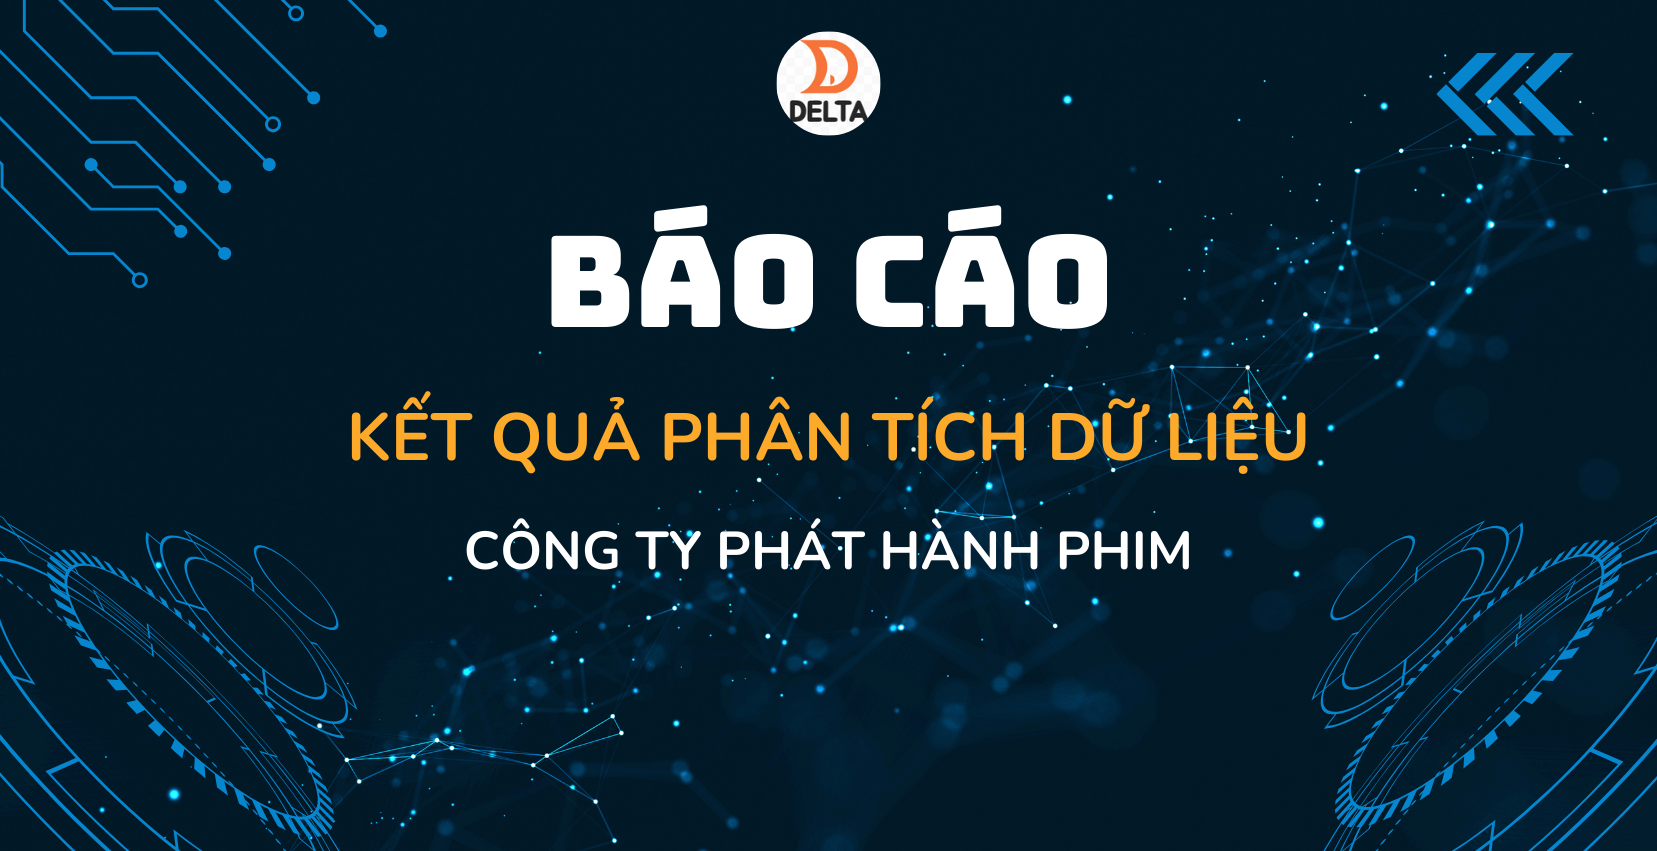 DELTA
BÁO CÁO
KẾT QUẢ PHÂN TÍCH DỮ LIỆU
CÔNG TY PHÁT HÀNH PHIM